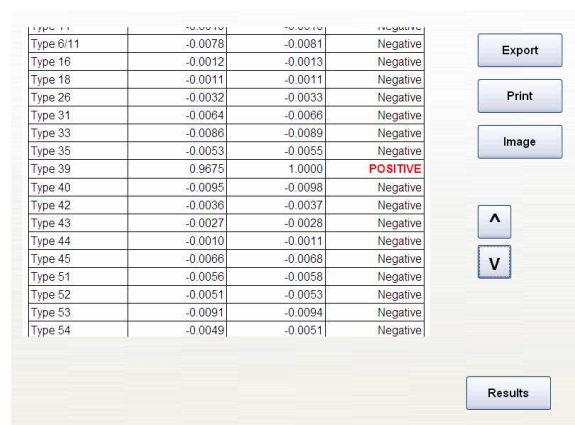 Type 6/11 -0.0078 -0.0081 Negative
Type 16 -0.0012 -0.0013 Negative
Type 18 -0.0011 -0.0011 Negative
Type 26 -0.0032 -0.0033 Negative
Type 31 -0.0064 -0.0066 Negative
Type 33 -0.0086 -0.0089 Negative
Type 35 -0.0053 -0.0055 Negative
Type 39 0.9675 1.0000 POSITIVE
Type 40 -0.0095 -0.0098 Negative
Type 42 -0.0036 -0.0037 Negative
Type 43 -0.0027 -0.0028 Negative
Type 44 -0.0010 -0.0011 Negative
Type 45 -0.0066 -0.0068 Negative
Type 51 -0.0056 -0.0058 Negative
Type 52 -0.0051 -0.0053 Negative
Type 53 -0.0091 -0.0094 Negative
Type 54 -0.0049 -0.0051 Negative
Export
Print
Image
^
V
Results